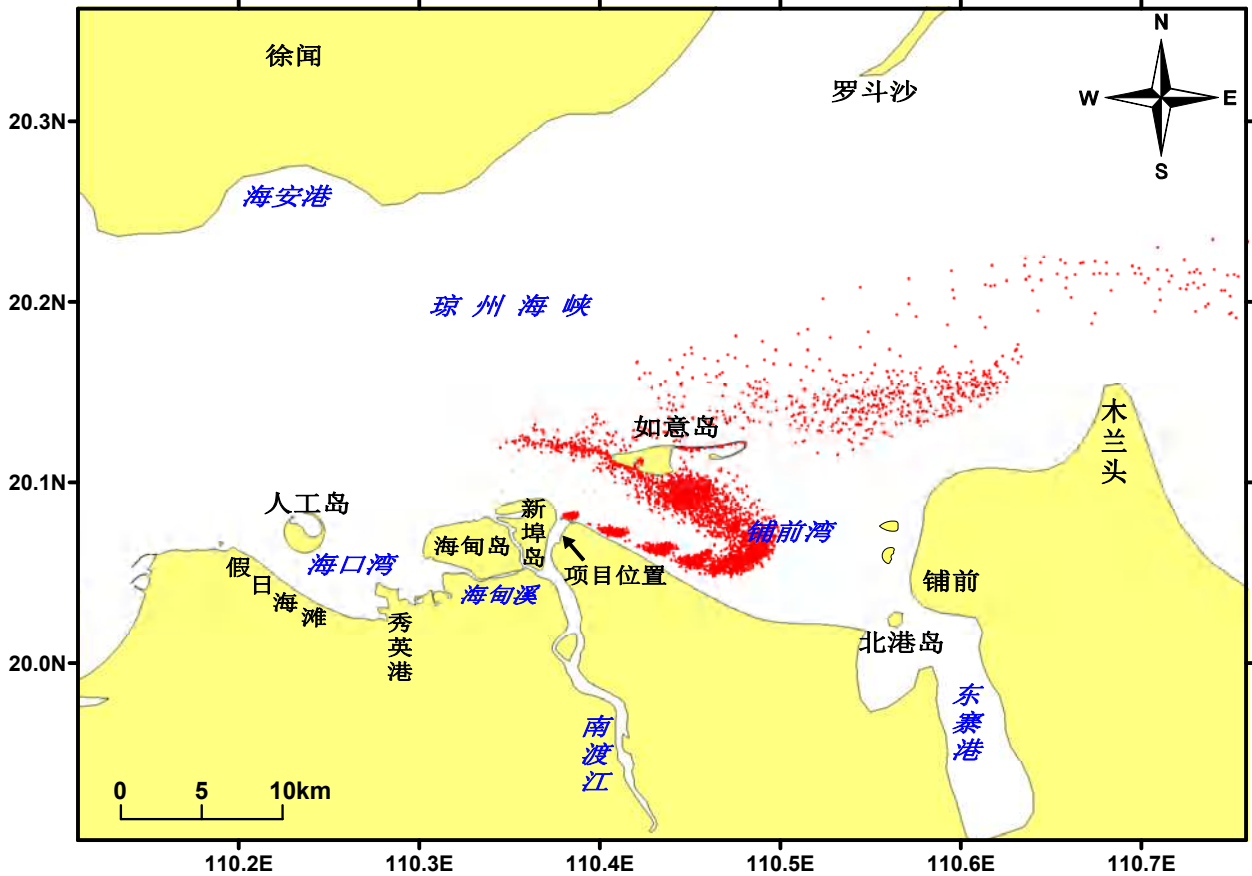 N
徐闻
罗斗沙
W
E
20.3N
S
海安港
20.2N
琼州海峡
木兰头
如意岛
20.1N
人工岛
新埠岛
铺前湾
海甸岛
海口湾
项目位置
假日海滩
铺前
海甸溪
秀英港
北港岛
20.0N
东寨港
南渡江
0 5 10km
110.2E 110.3E 110.4E 110.5E 110.6E 110.7E